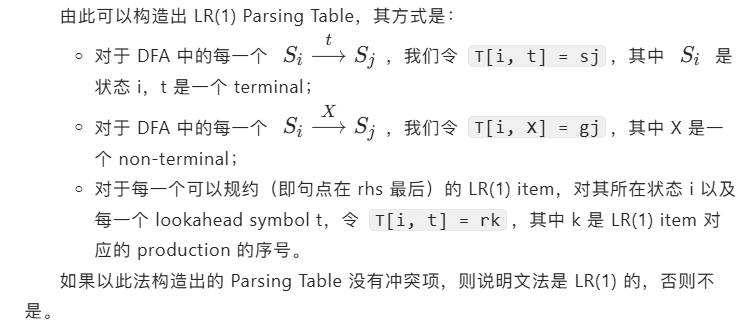 由此可以构造出 LR(1) Parsing Table，其方式是：
○ 对于 DFA 中的每一个 $S_i \xrightarrow{t} S_j$ ，我们令 T[i, t] = sj ，其中 $S_i$ 是
状态 i，t 是一个 terminal；
○ 对于 DFA 中的每一个 $S_i \xrightarrow{X} S_j$ ，我们令 T[i, X] = gj ，其中 X 是一
个 non-terminal；
○ 对于每一个可以规约（即句点在 rhs 最后）的 LR(1) item，对其所在状态 i 以及
每一个 lookahead symbol t，令 T[i, t] = rk ，其中 k 是 LR(1) item 对
应的 production 的序号。
如果以此法构造出的 Parsing Table 没有冲突项，则说明文法是 LR(1) 的，否则不
是。